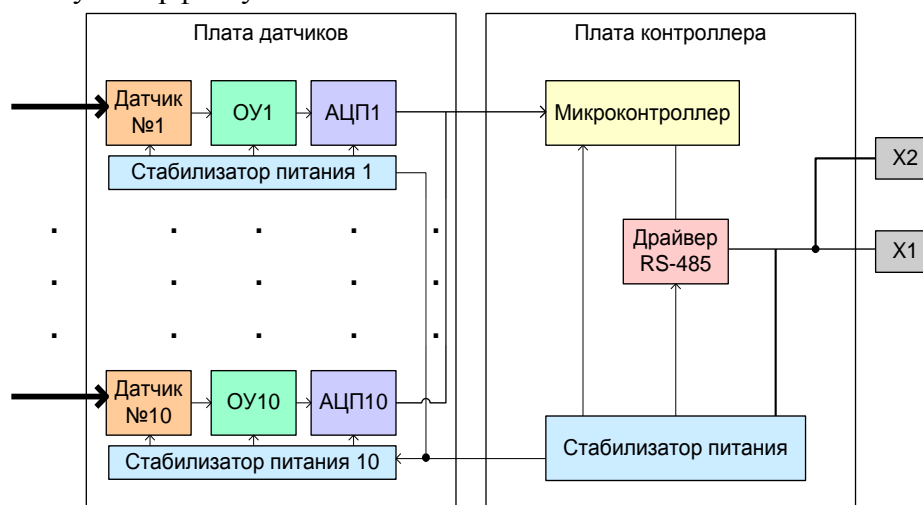 Плата датчиков
Плата контроллера
Датчик
№1
ОУ1
АЦП1
Микроконтроллер
Стабилизатор питания 1
X2
Драйвер
RS-485
X1
Датчик
№10
ОУ10
АЦП10
Стабилизатор питания
Стабилизатор питания 10